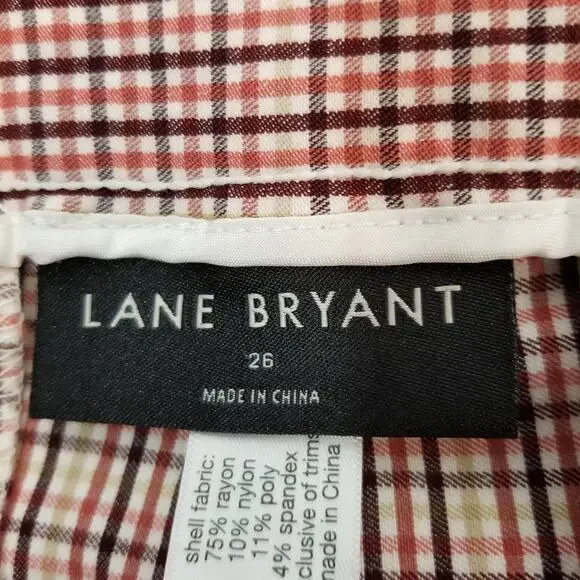 LANE BRYANT
26
MADE IN CHINA
shell fabric:
75% rayon
10% nylon
11% poly
4% spandex
clusive of trims
made in China